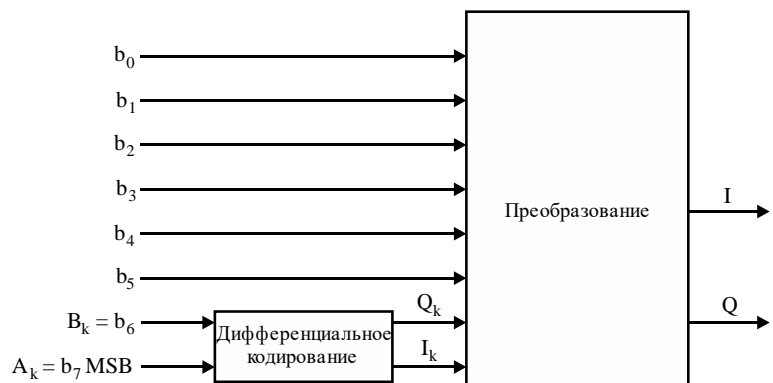 b0
b1
b2
b3
Преобразование
I
b4
b5
Bk = b6
Qk
Q
Дифференциальное
кодирование
Ak = b7 MSB
Ik